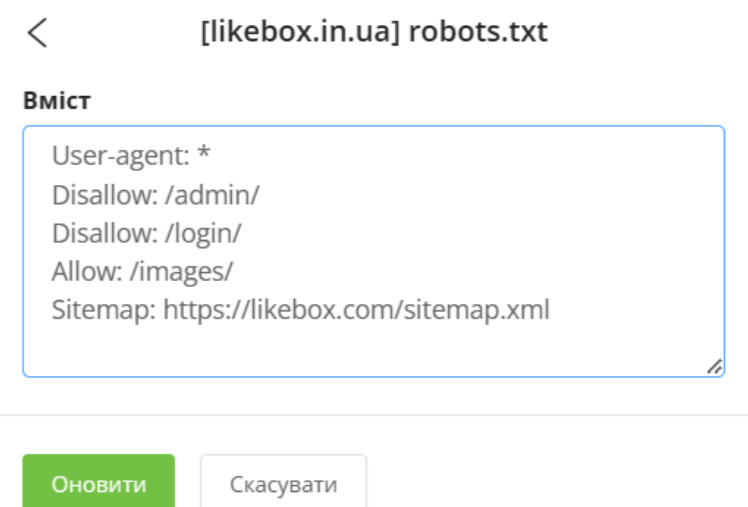 [likebox.in.ua] robots.txt
Вміст
User-agent: *
Disallow: /admin/
Disallow: /login/
Allow: /images/
Sitemap: https://likebox.com/sitemap.xml
Оновити
Скасувати